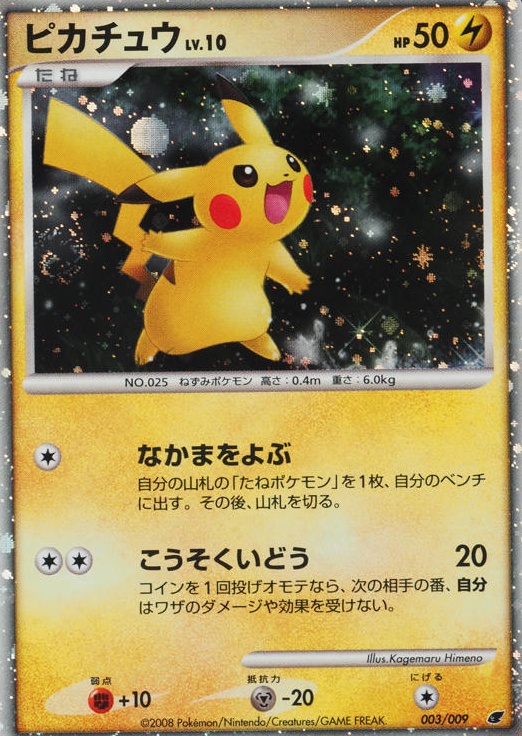 ピカチュウ LV.10 HP 50
たね
NO.025 ねずみポケモン 高さ:0.4m 重さ:6.0kg
なかまをよぶ
自分の山札の「たねポケモン」を1枚、自分のベンチ
に出す。その後、山札を切る。
こうそくいどう 20
コインを1回投げオモテなら、次の相手の番、自分
はワザのダメージや効果を受けない。
Illus.Kagemaru Himeno
弱点 抵抗力 にげる
+10 -20
©2008 Pokémon/Nintendo/Creatures/GAME FREAK 003/009